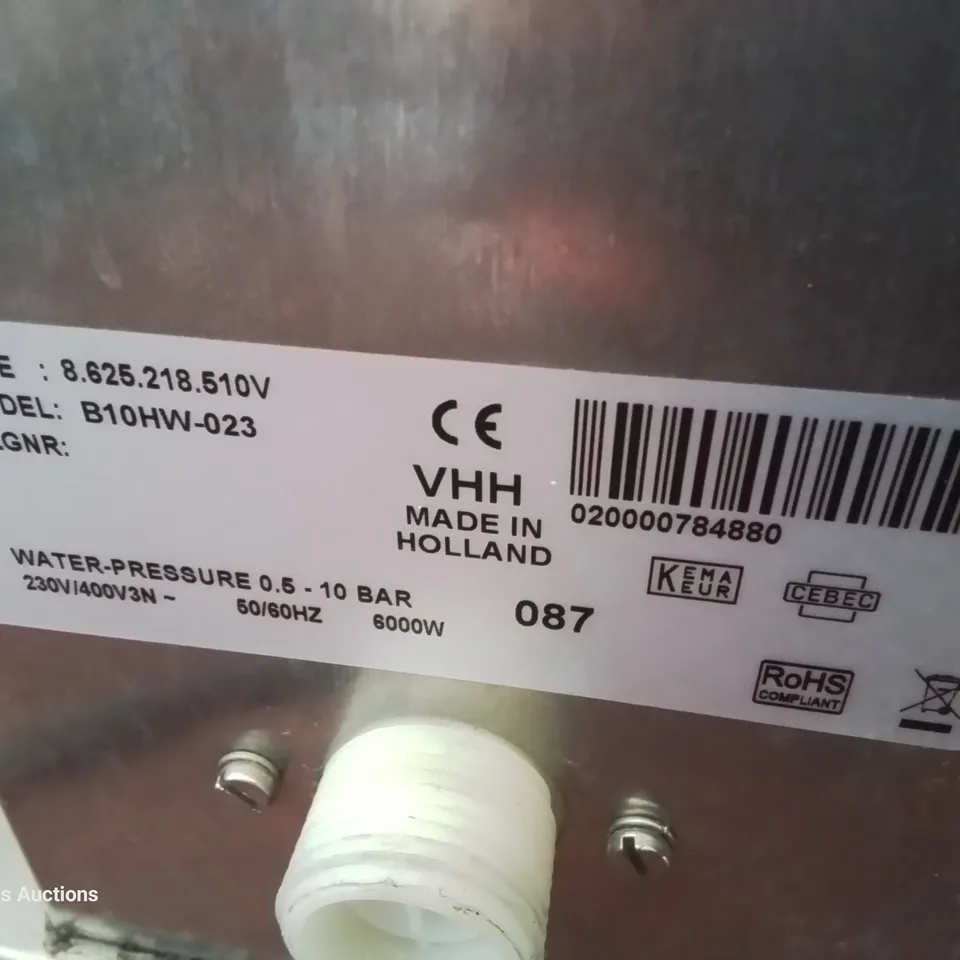 E : 8.625.218.510V
DEL: B10HW-023
GNR:
CE
VHH
MADE IN
HOLLAND
020000784880
WATER-PRESSURE 0.5 - 10 BAR
230V/400V3N ~ 50/60HZ 6000W
087
KEMA
KEUR
CEBEC
RoHS
COMPLIANT
s Auctions